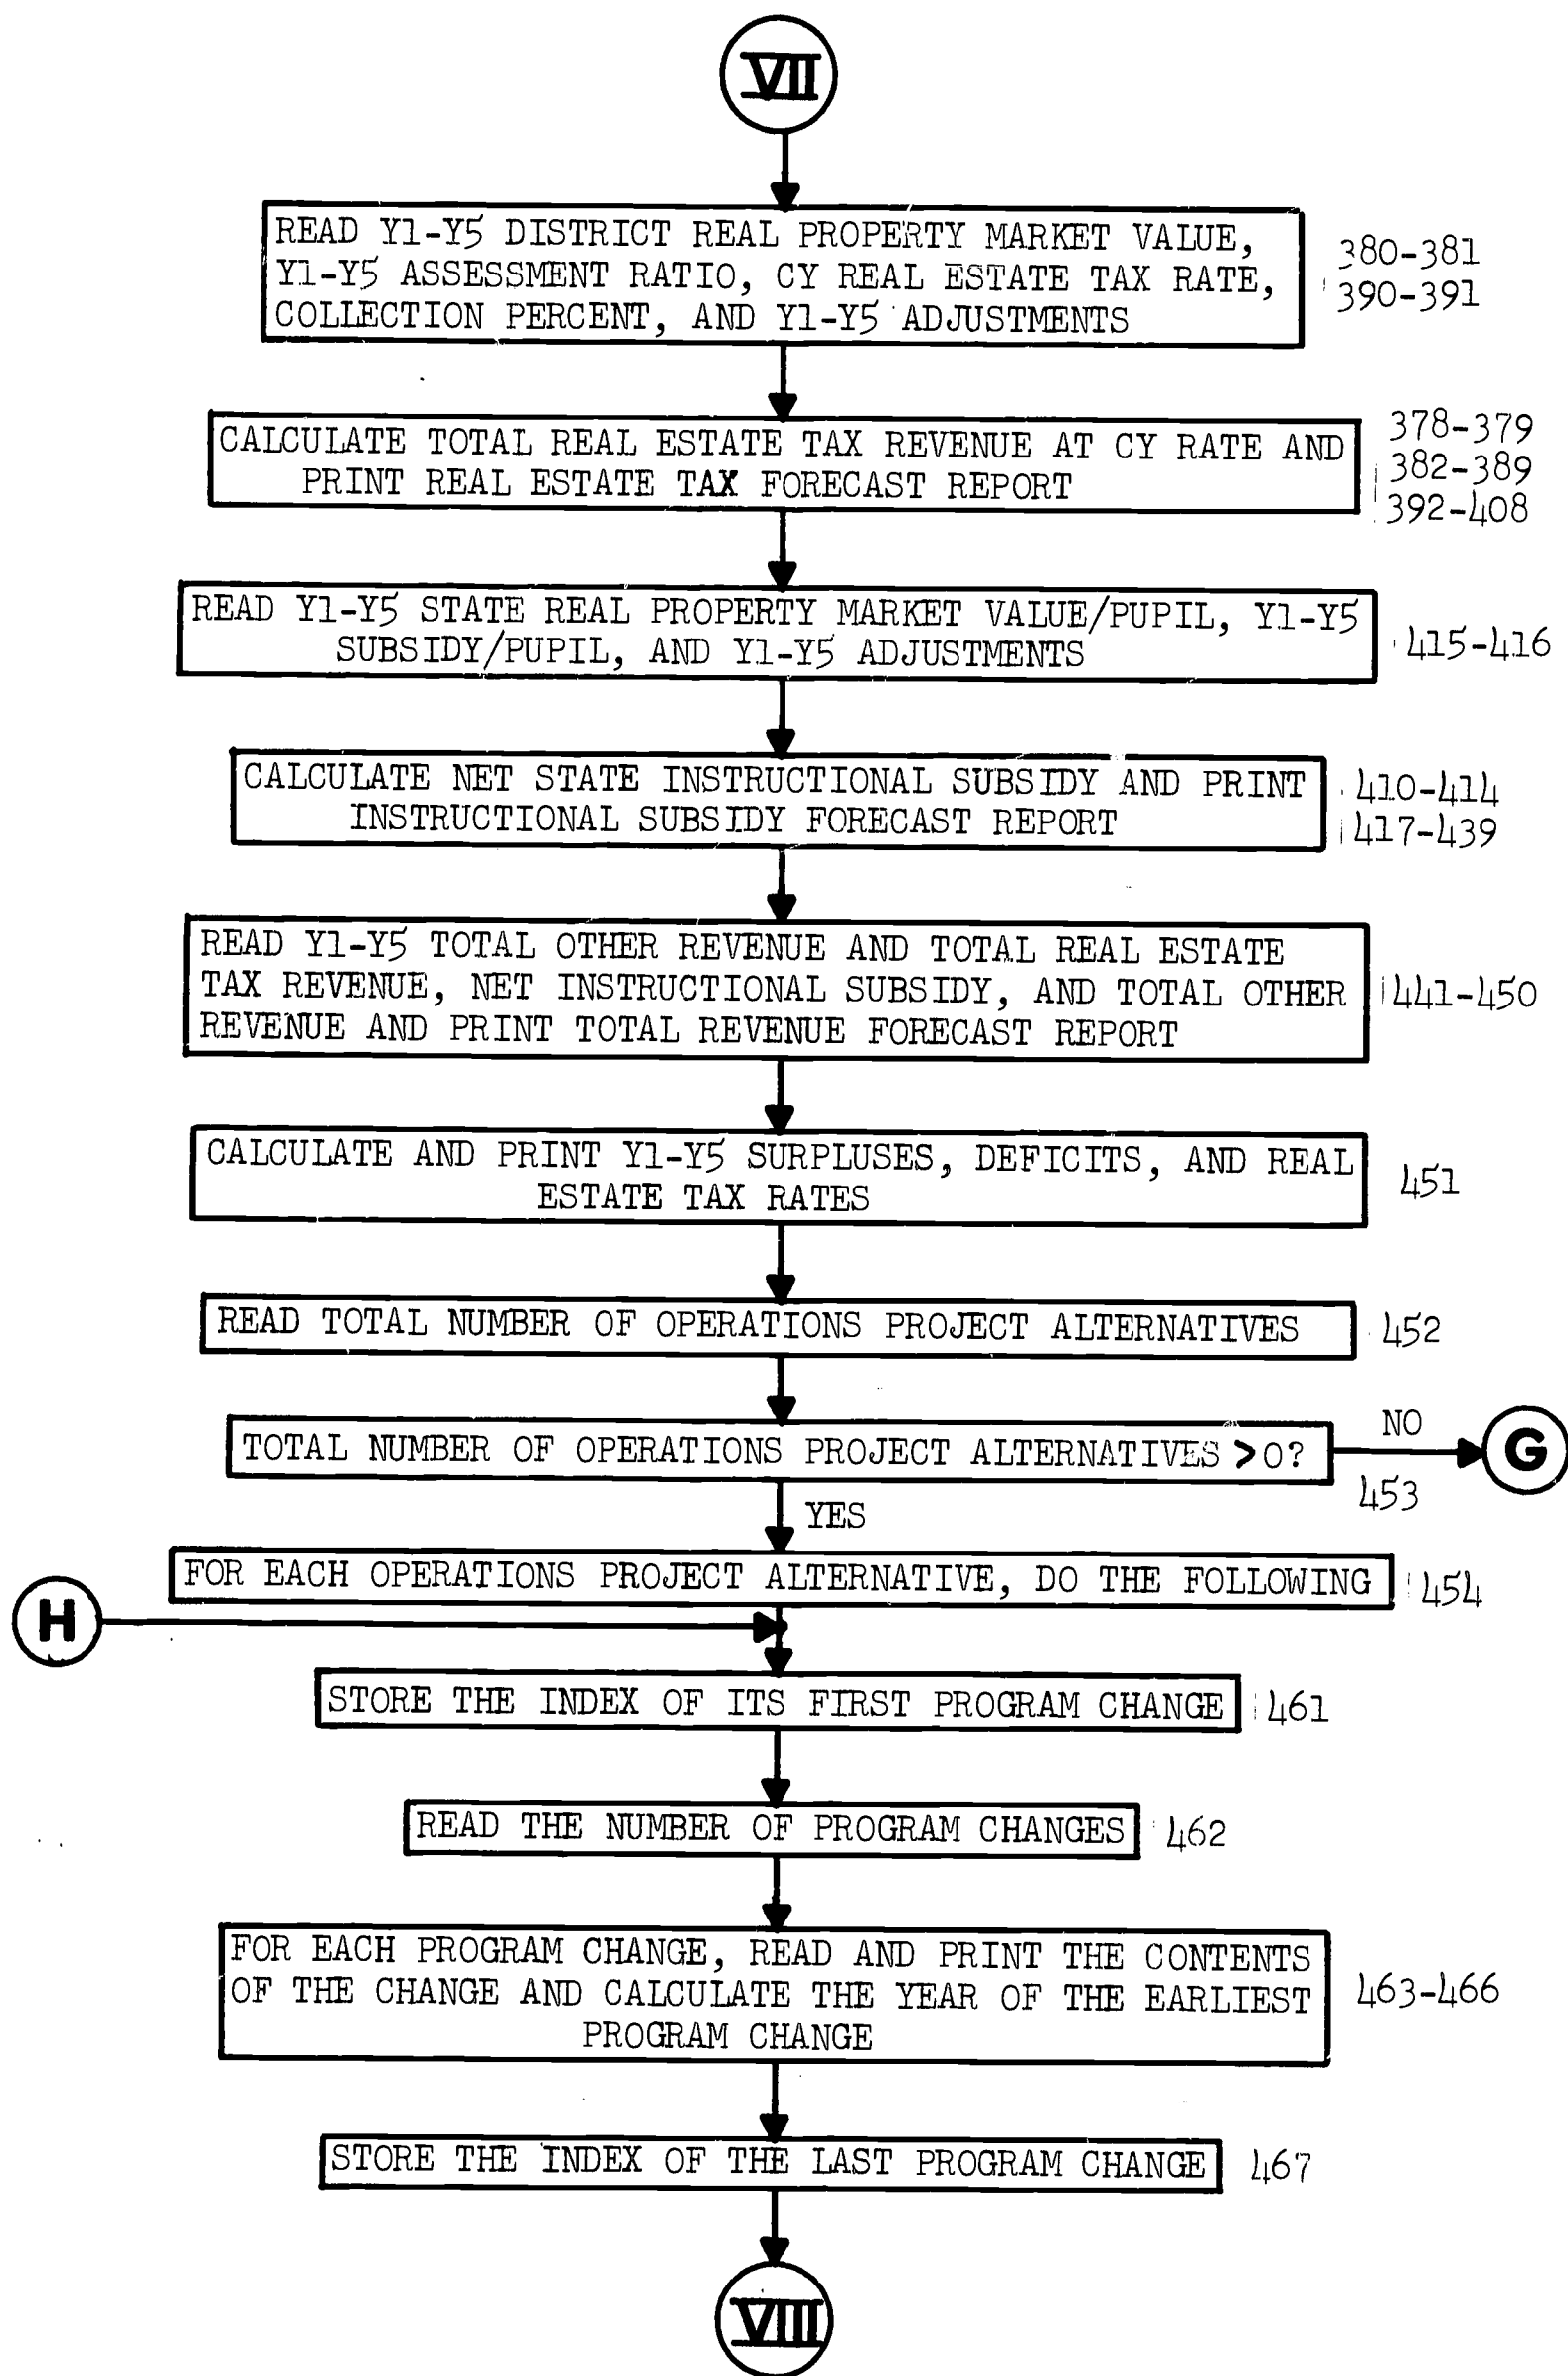 VII
READ Y1-Y5 DISTRICT REAL PROPERTY MARKET VALUE,
Y1-Y5 ASSESSMENT RATIO, CY REAL ESTATE TAX RATE,
COLLECTION PERCENT, AND Y1-Y5 ADJUSTMENTS
380-381
390-391
CALCULATE TOTAL REAL ESTATE TAX REVENUE AT CY RATE AND
PRINT REAL ESTATE TAX FORECAST REPORT
378-379
382-389
392-408
READ Y1-Y5 STATE REAL PROPERTY MARKET VALUE/PUPIL, Y1-Y5
SUBSIDY/PUPIL, AND Y1-Y5 ADJUSTMENTS
415-416
CALCULATE NET STATE INSTRUCTIONAL SUBSIDY AND PRINT
INSTRUCTIONAL SUBSIDY FORECAST REPORT
410-414
417-439
READ Y1-Y5 TOTAL OTHER REVENUE AND TOTAL REAL ESTATE
TAX REVENUE, NET INSTRUCTIONAL SUBSIDY, AND TOTAL OTHER
REVENUE AND PRINT TOTAL REVENUE FORECAST REPORT
441-450
CALCULATE AND PRINT Y1-Y5 SURPLUSES, DEFICITS, AND REAL
ESTATE TAX RATES
451
READ TOTAL NUMBER OF OPERATIONS PROJECT ALTERNATIVES
452
TOTAL NUMBER OF OPERATIONS PROJECT ALTERNATIVES >0?
NO
G
453
YES
FOR EACH OPERATIONS PROJECT ALTERNATIVE, DO THE FOLLOWING
454
H
STORE THE INDEX OF ITS FIRST PROGRAM CHANGE
461
READ THE NUMBER OF PROGRAM CHANGES
462
FOR EACH PROGRAM CHANGE, READ AND PRINT THE CONTENTS
OF THE CHANGE AND CALCULATE THE YEAR OF THE EARLIEST
PROGRAM CHANGE
463-466
STORE THE INDEX OF THE LAST PROGRAM CHANGE
467
VIII